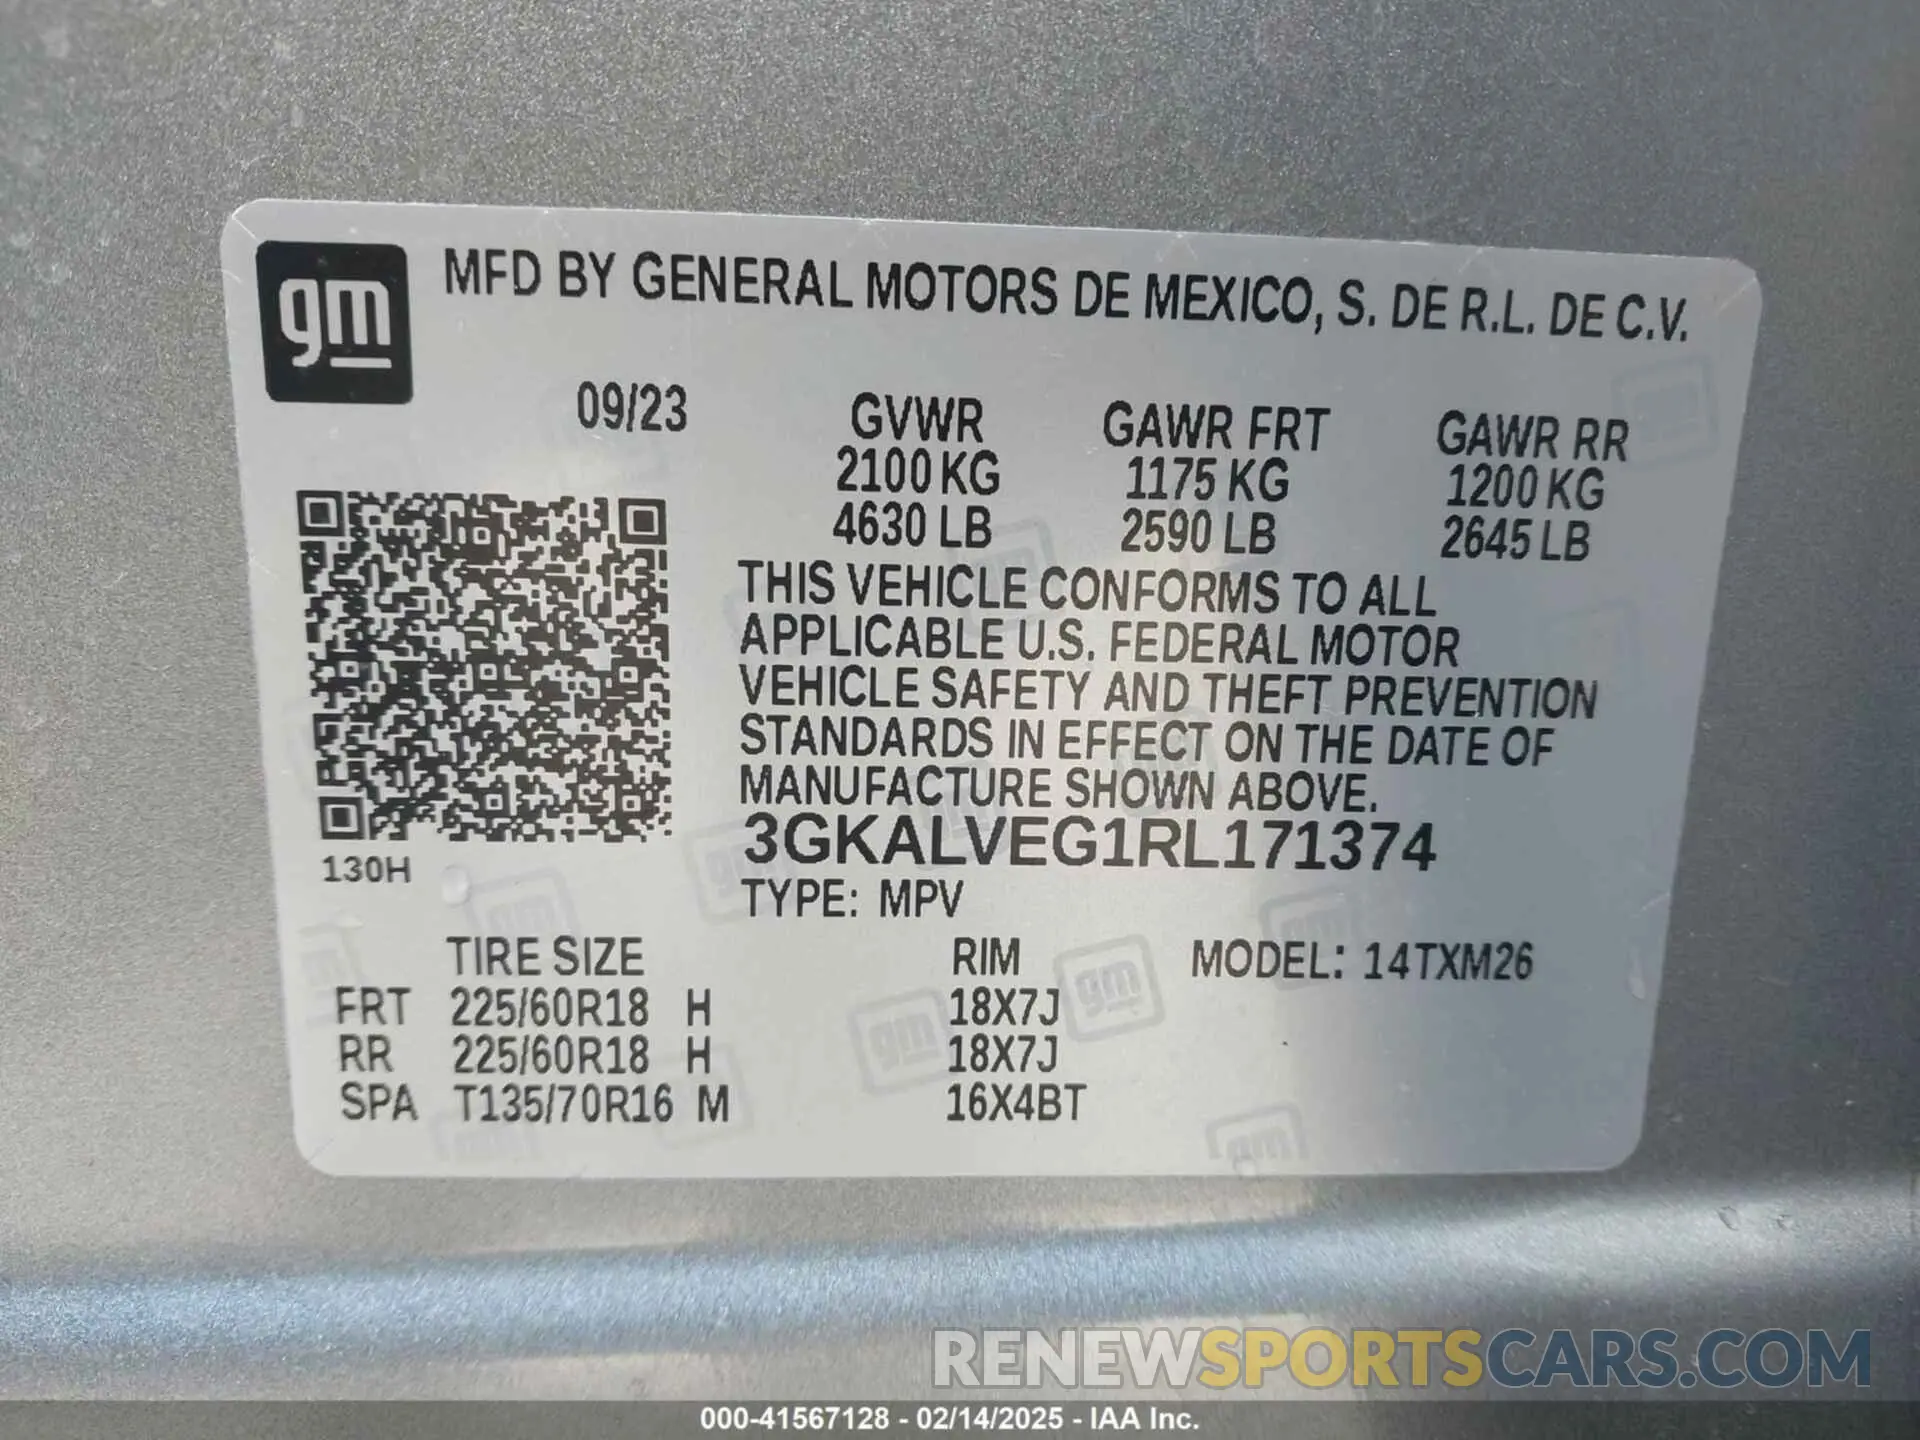 gm
MFD BY GENERAL MOTORS DE MEXICO, S. DE R.L. DE C.V.
09/23 GVWR GAWR FRT GAWR RR
2100 KG 1175 KG 1200 KG
4630 LB 2590 LB 2645 LB
THIS VEHICLE CONFORMS TO ALL
APPLICABLE U.S. FEDERAL MOTOR
VEHICLE SAFETY AND THEFT PREVENTION
STANDARDS IN EFFECT ON THE DATE OF
MANUFACTURE SHOWN ABOVE.
3GKALVEG1RL171374
130H
TYPE: MPV
TIRE SIZE RIM MODEL: 14TXM26
FRT 225/60R18 H 18X7J
RR 225/60R18 H 18X7J
SPA T135/70R16 M 16X4BT
RENEWSPORTSCARS.COM
000-41567128 - 02/14/2025 - IAA Inc.